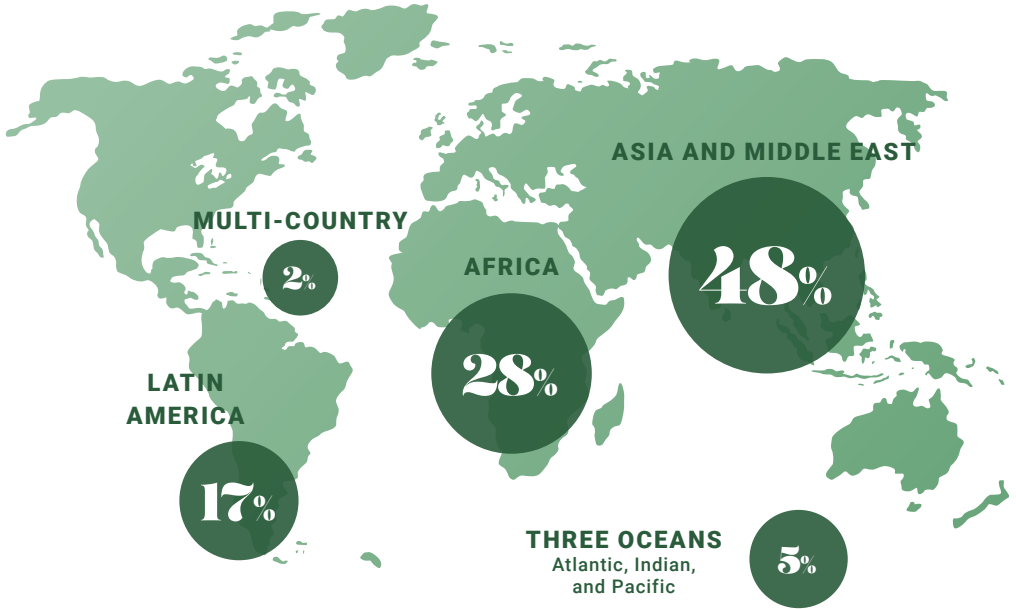 ASIA AND MIDDLE EAST
48%
MULTI-COUNTRY
2%
AFRICA
28%
LATIN
AMERICA
17%
THREE OCEANS
Atlantic, Indian,
and Pacific
5%